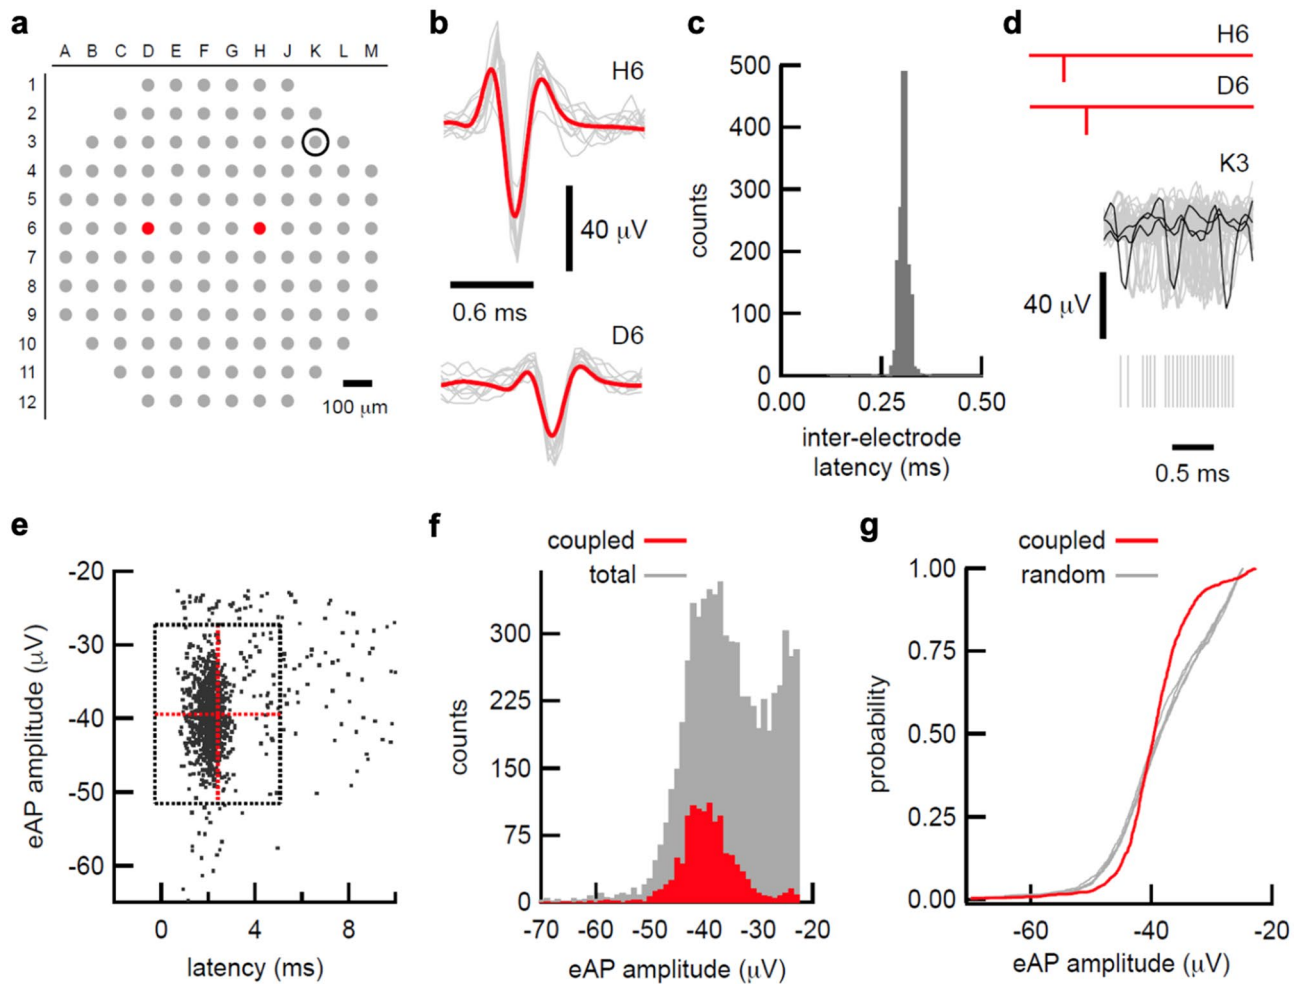 a
A B C D E F G H J K L M
1
2
3
4
5
6
7
8
9
10
11
12
100 μm
b
H6
40 μV
0.6 ms
D6
c
500
400
300
200
100
0
counts
0.00 0.25 0.50
inter-electrode
latency (ms)
d
H6
D6
K3
40 μV
0.5 ms
e
-20
-30
-40
-50
-60
eAP amplitude (μV)
0 4 8
latency (ms)
f
coupled
total
300
225
150
75
0
counts
-70 -60 -50 -40 -30 -20
eAP amplitude (μV)
g
coupled
random
1.00
0.75
0.50
0.25
0.00
probability
-60 -40 -20
eAP amplitude (μV)